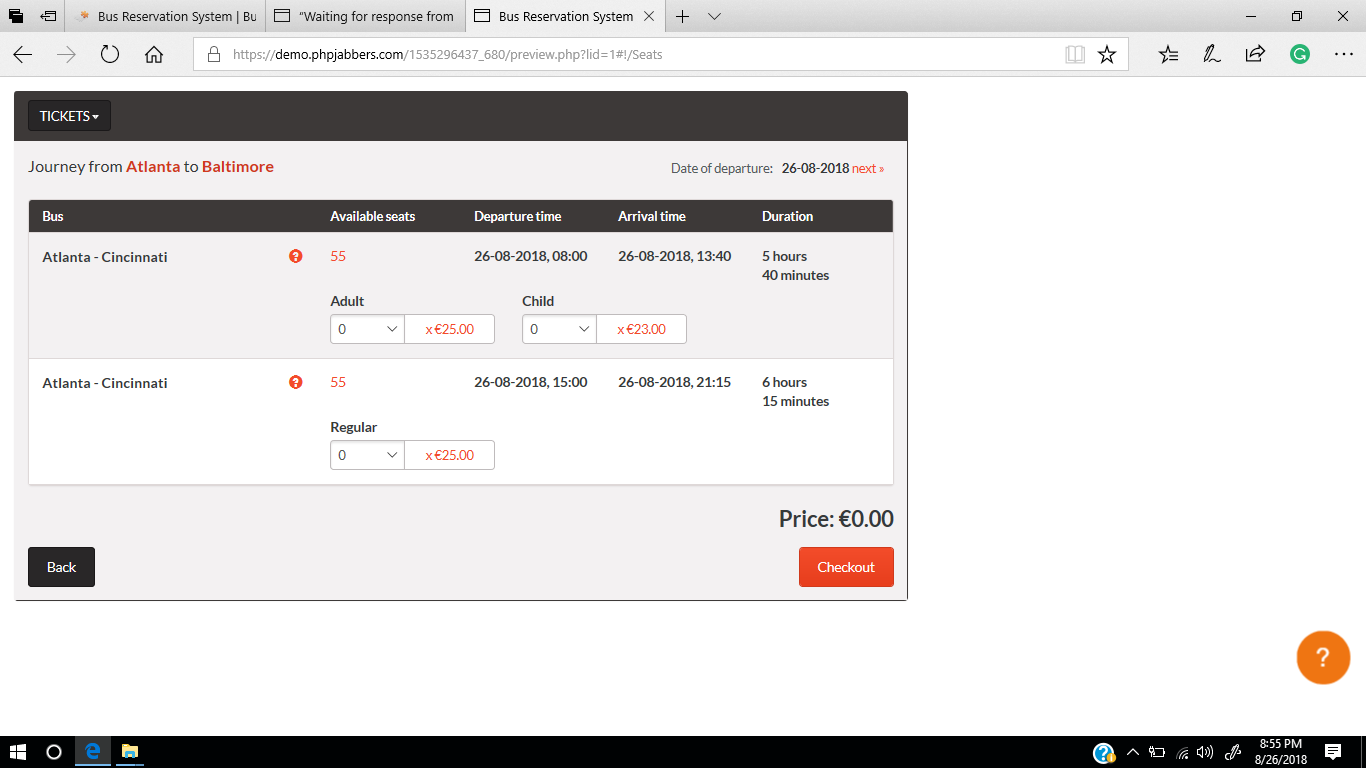 Bus Reservation System | Bu
“Waiting for response from
Bus Reservation System
https://demo.phpjabbers.com/1535296437_680/preview.php?lid=1#!/Seats
TICKETS
Journey from Atlanta to Baltimore
Date of departure: 26-08-2018 next »
Bus Available seats Departure time Arrival time Duration
Atlanta - Cincinnati ? 55 26-08-2018, 08:00 26-08-2018, 13:40 5 hours
40 minutes
Adult Child
0 x €25.00 0 x €23.00
Atlanta - Cincinnati ? 55 26-08-2018, 15:00 26-08-2018, 21:15 6 hours
15 minutes
Regular
0 x €25.00
Price: €0.00
Back Checkout
?
8:55 PM
8/26/2018